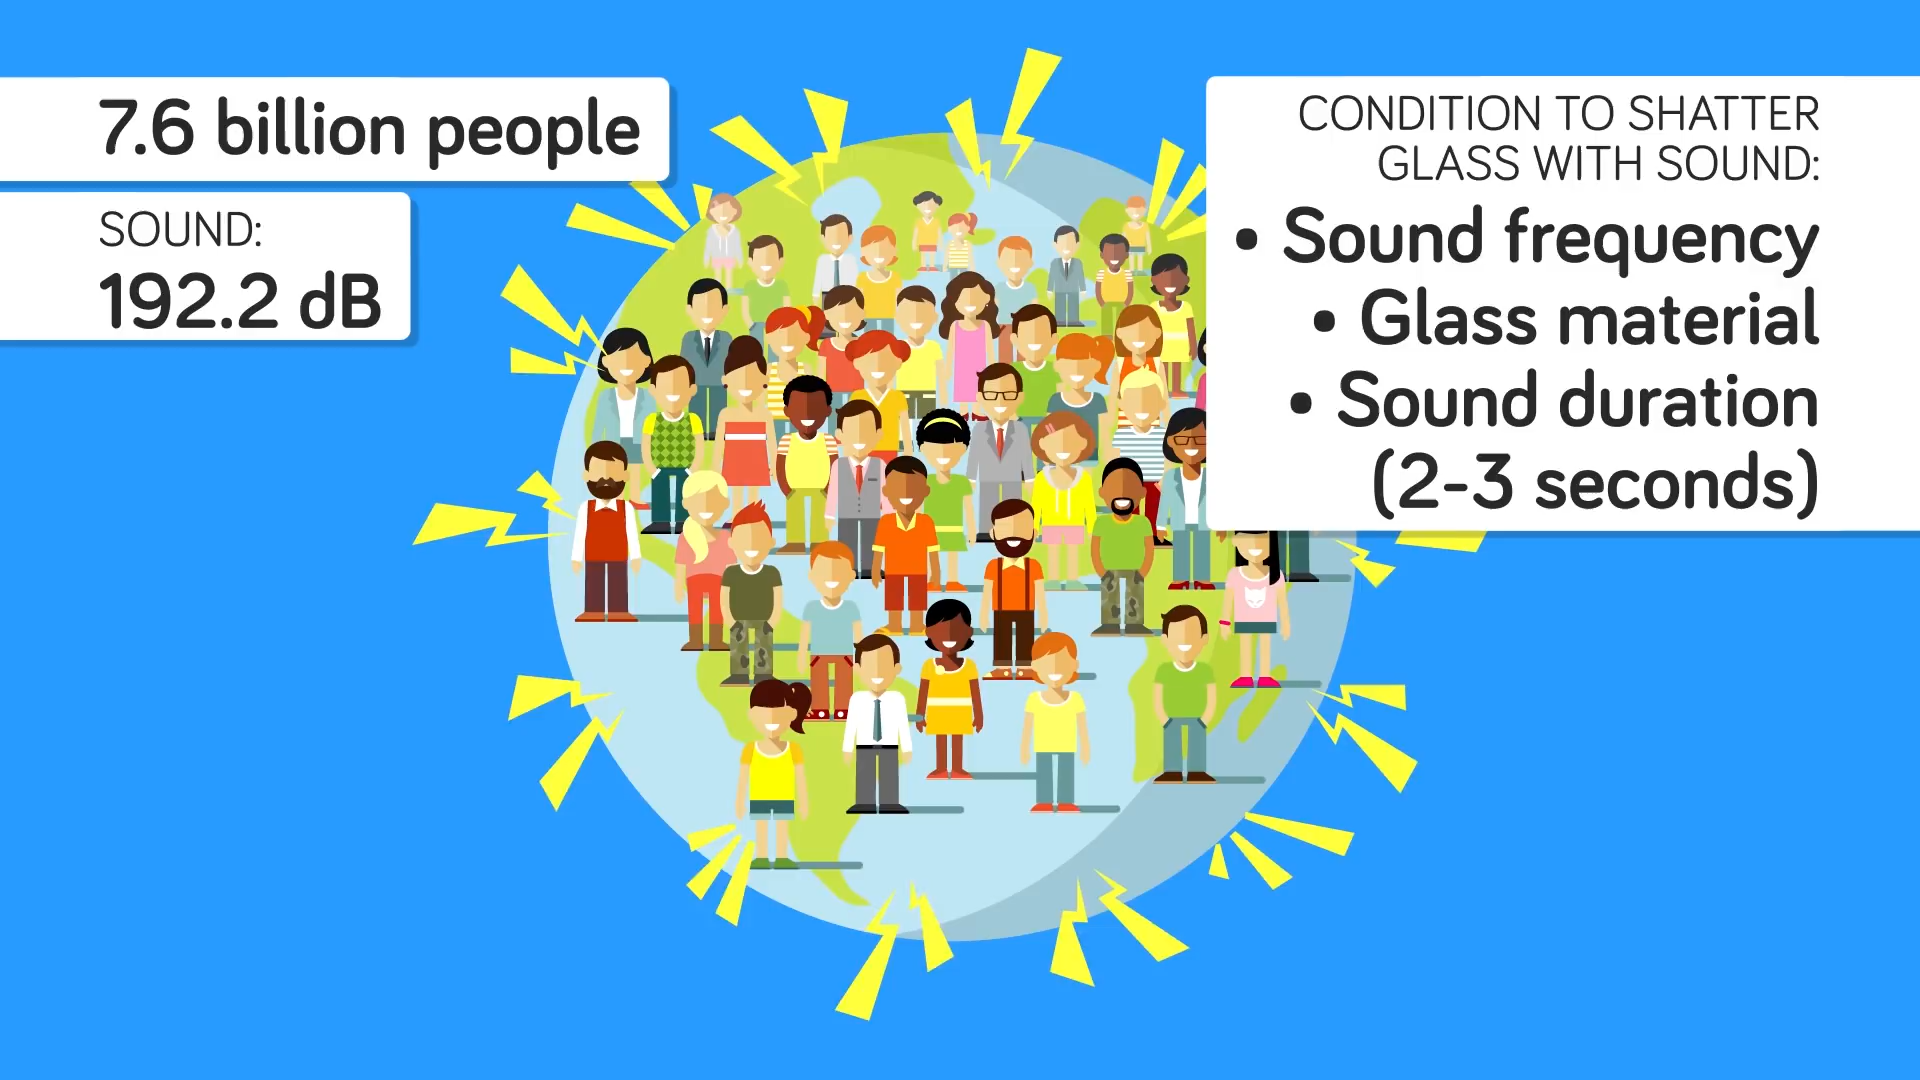 7.6 billion people
SOUND:
192.2 dB
CONDITION TO SHATTER
GLASS WITH SOUND:
• Sound frequency
• Glass material
• Sound duration
(2-3 seconds)